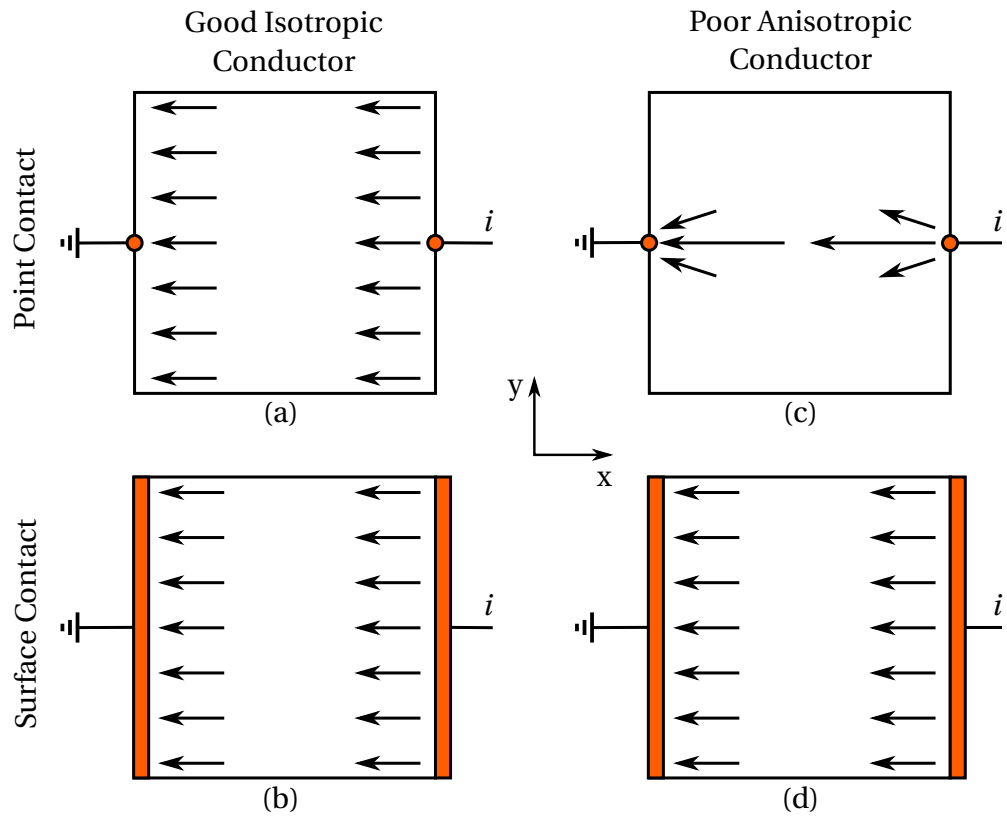 Good Isotropic
Conductor
Poor Anisotropic
Conductor
Point Contact
i
i
(a)
(c)
y
x
Surface Contact
i
i
(b)
(d)